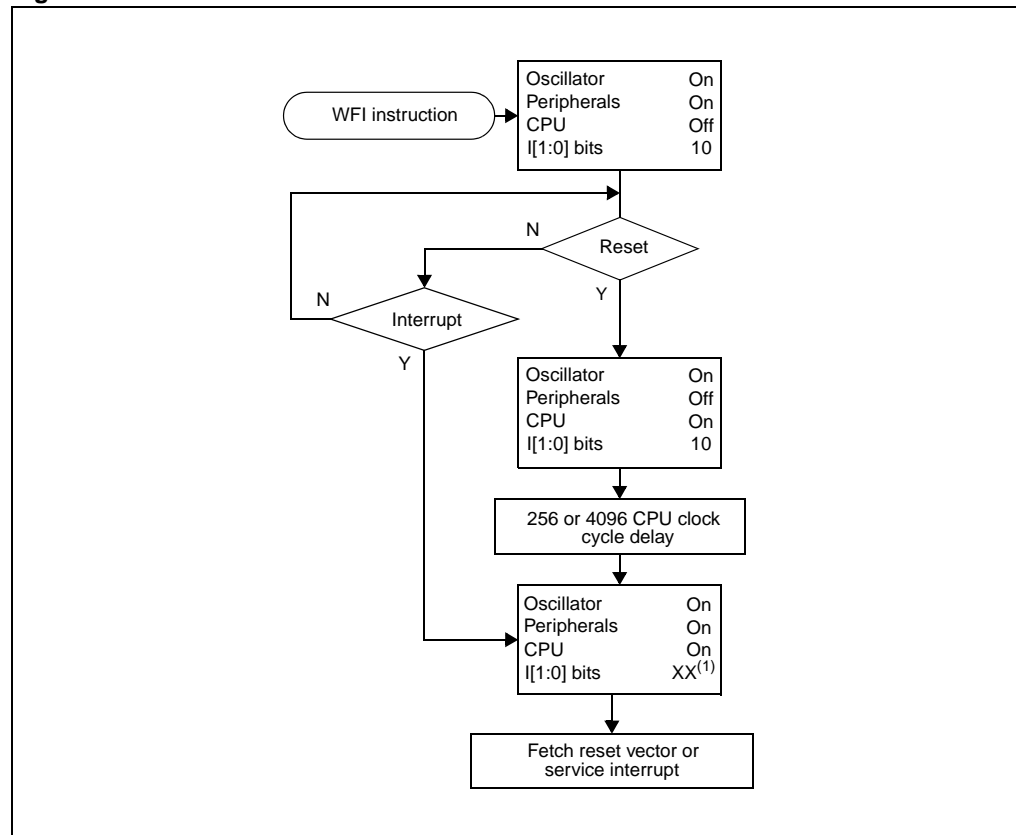 WFI instruction
Oscillator On
Peripherals On
CPU Off
I[1:0] bits 10
N
Reset
Y
N
Interrupt
Y
Oscillator On
Peripherals Off
CPU On
I[1:0] bits 10
256 or 4096 CPU clock
cycle delay
Oscillator On
Peripherals On
CPU On
I[1:0] bits XX(1)
Fetch reset vector or
service interrupt